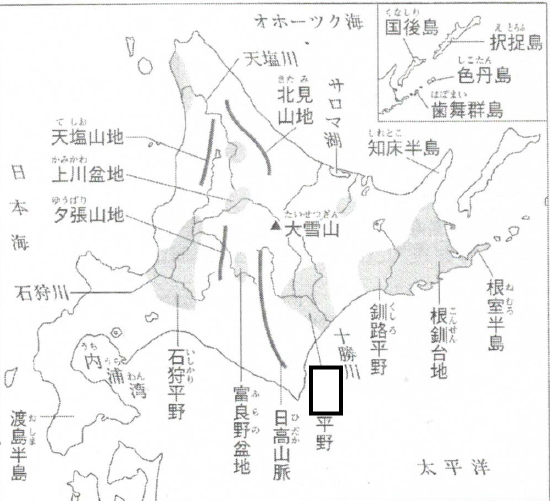 オホーツク海
くなしり
国後島
えとろふ
択捉島
しこたん
色丹島
はぼまい
歯舞群島
天塩川
きたみ
北見
山地
サロマ湖
しれとこ
知床半島
てしお
天塩山地
かみかわ
上川盆地
ゆうばり
夕張山地
日本海
たいせつざん
大雪山
石狩川
うち うら わん
内浦湾
おしま
渡島半島
いしかり
石狩平野
ふらの
富良野盆地
ひだか
日高山脈
平野
十勝川
くしろ
釧路平野
こんせん
根釧台地
ねむろ
根室半島
太平洋